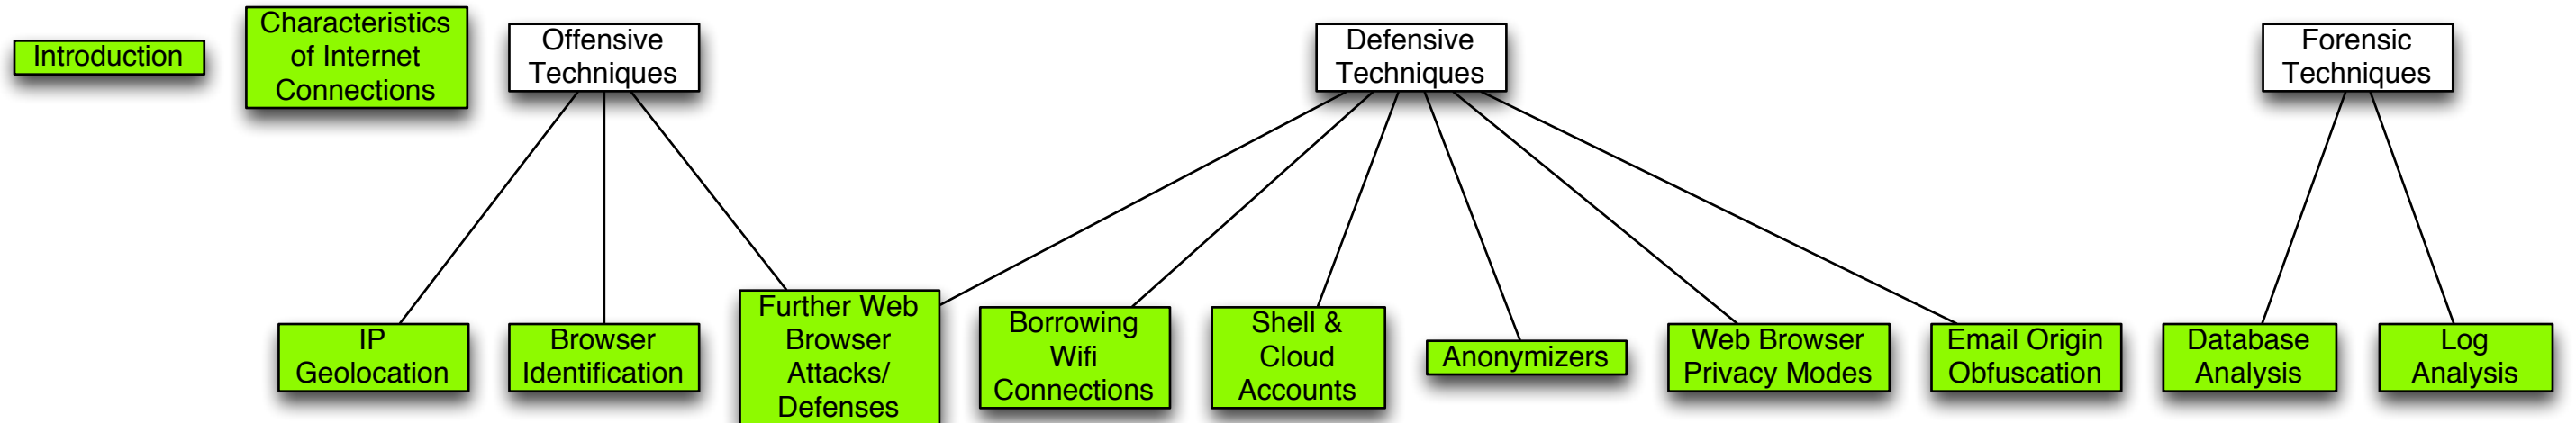 Introduction
Characteristics
of Internet
Connections
Offensive
Techniques
Defensive
Techniques
Forensic
Techniques
IP
Geolocation
Browser
Identification
Further Web
Browser
Attacks/
Defenses
Borrowing
Wifi
Connections
Shell &
Cloud
Accounts
Anonymizers
Web Browser
Privacy Modes
Email Origin
Obfuscation
Database
Analysis
Log
Analysis